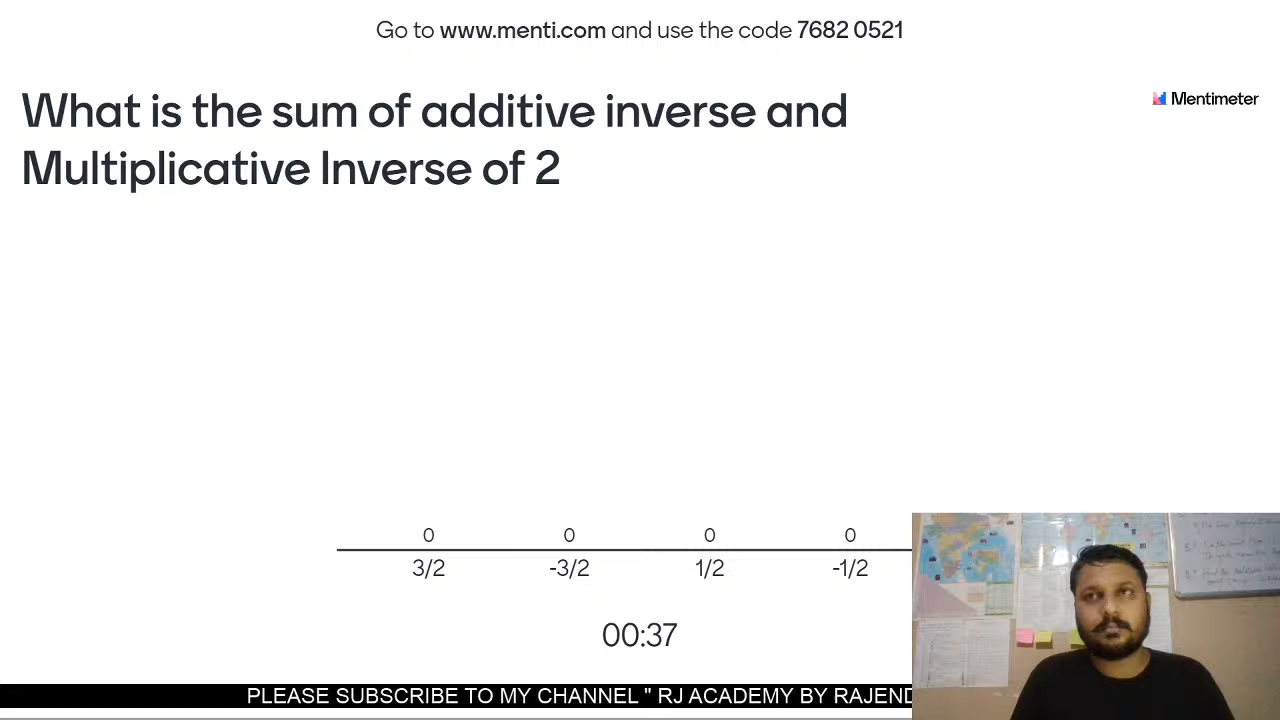 Go to www.menti.com and use the code 7682 0521
What is the sum of additive inverse and
Multiplicative Inverse of 2
Mentimeter
0 0 0 0
3/2 -3/2 1/2 -1/2
00:37
PLEASE SUBSCRIBE TO MY CHANNEL " RJ ACADEMY BY RAJEND